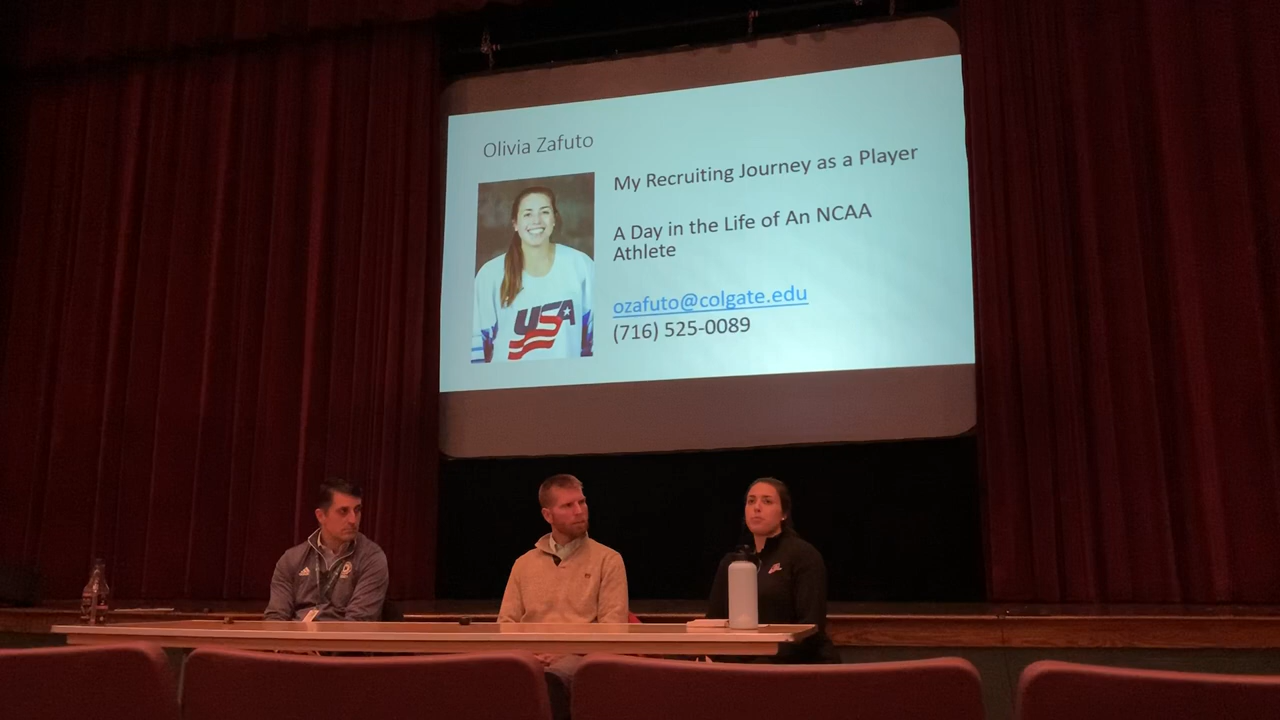 Olivia Zafuto
My Recruiting Journey as a Player
A Day in the Life of An NCAA
Athlete
ozafuto@colgate.edu
(716) 525-0089
USA